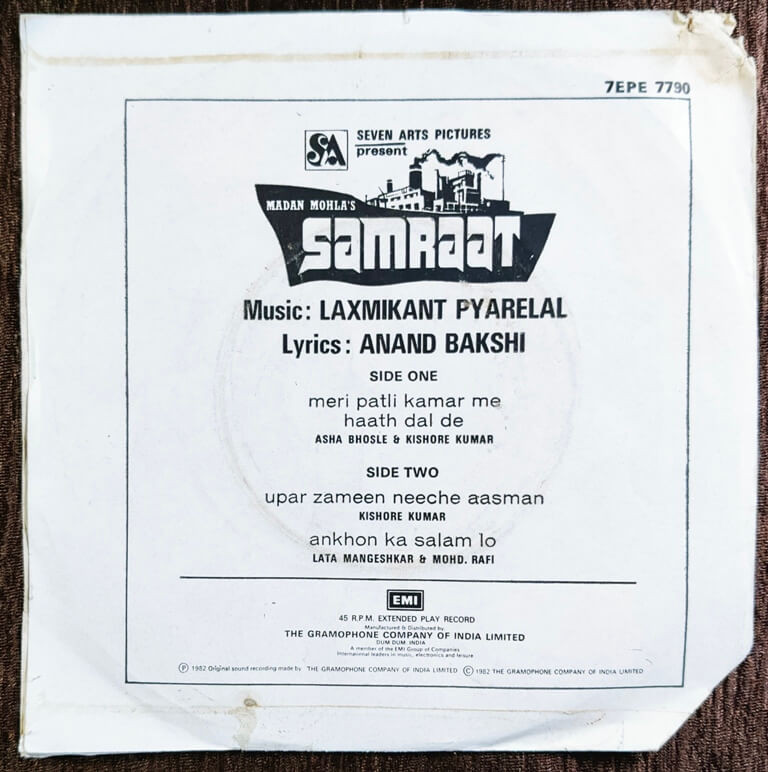 7EPE 7790
SA
SEVEN ARTS PICTURES
present
MADAN MOHLA'S
SAMRAAT
Music: LAXMIKANT PYARELAL
Lyrics: ANAND BAKSHI
SIDE ONE
meri patli kamar me
haath dal de
ASHA BHOSLE & KISHORE KUMAR
SIDE TWO
upar zameen neeche aasman
KISHORE KUMAR
ankhon ka salam lo
LATA MANGESHKAR & MOHD. RAFI
EMI
45 R.P.M. EXTENDED PLAY RECORD
Manufactured & Distributed by
THE GRAMOPHONE COMPANY OF INDIA LIMITED
DUM DUM, INDIA
A member of the EMI Group of Companies
International leaders in music, electronics and leisure
Ⓟ 1982 Original sound recording made by THE GRAMOPHONE COMPANY OF INDIA LIMITED © 1982 THE GRAMOPHONE COMPANY OF INDIA LIMITED